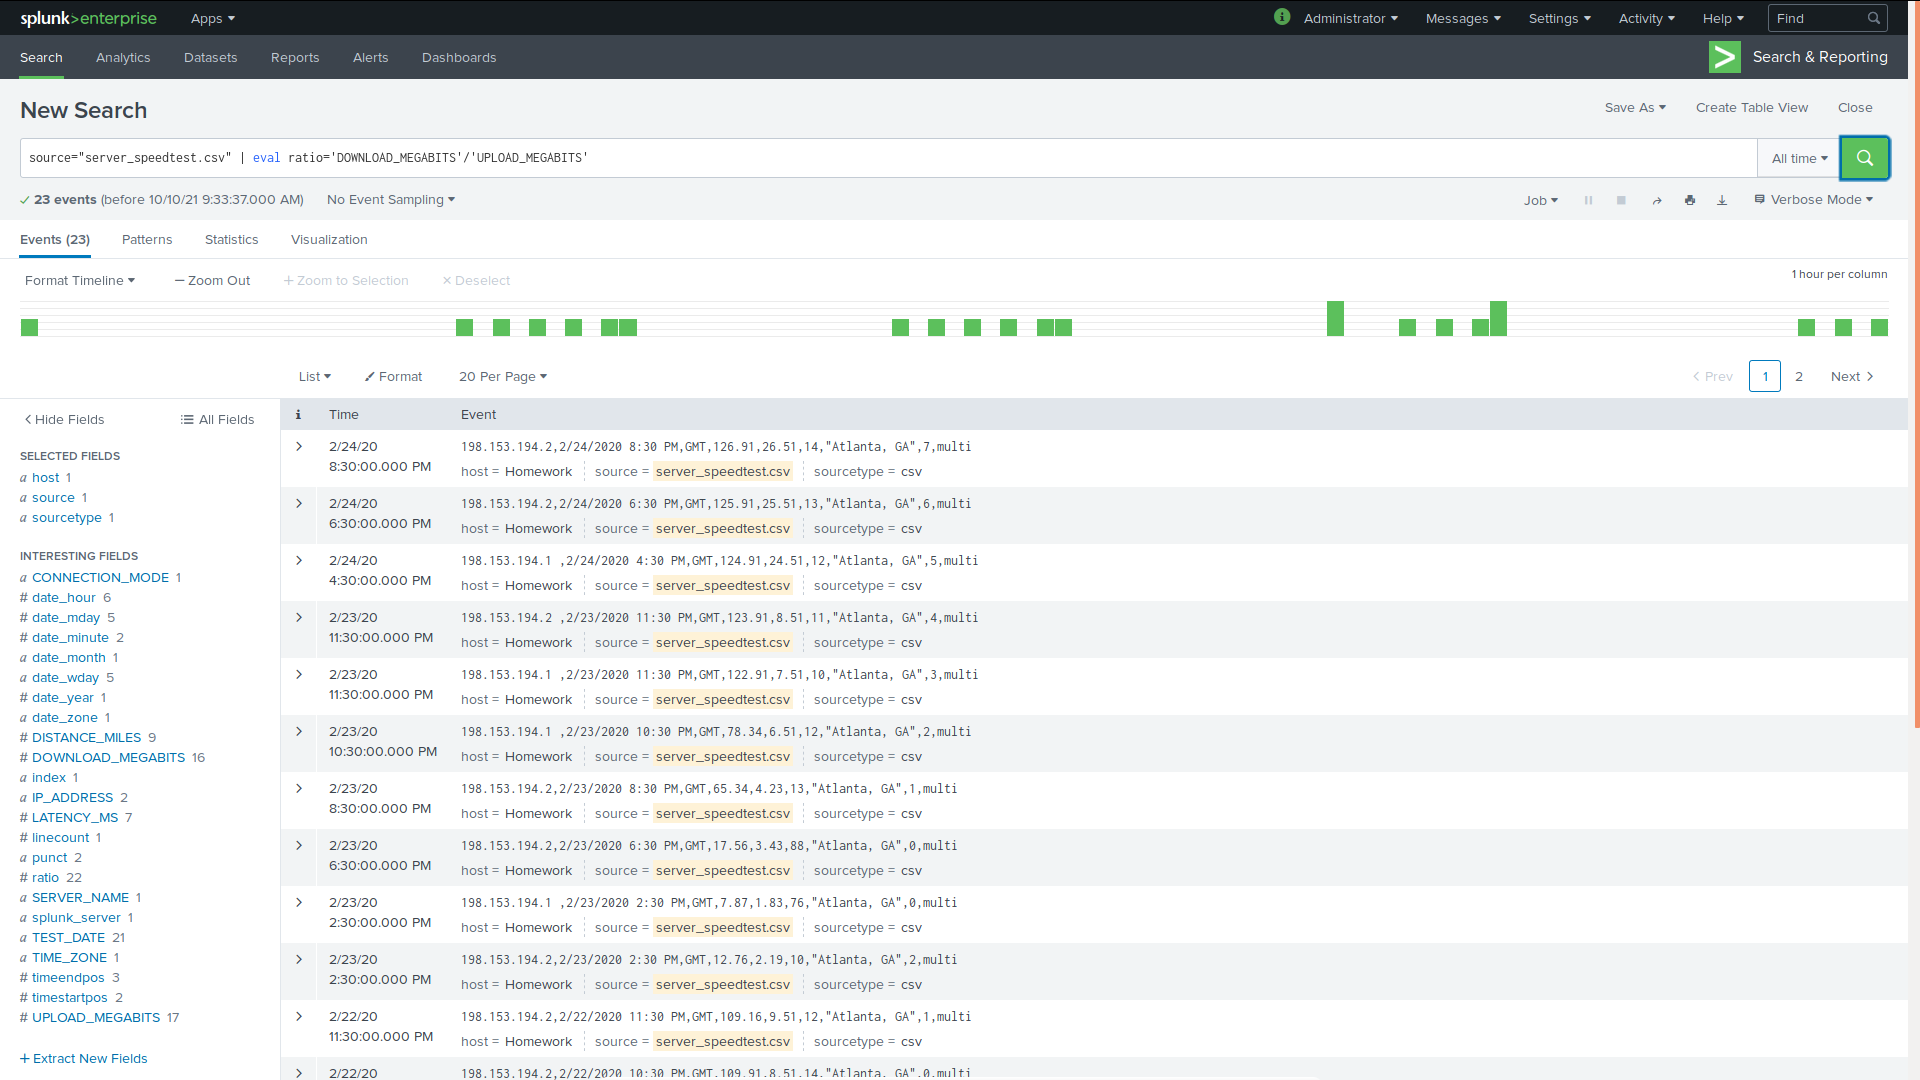 splunk>enterprise Apps Administrator Messages Settings Activity Help Find
Search Analytics Datasets Reports Alerts Dashboards Search & Reporting
New Search Save As Create Table View Close
source="server_speedtest.csv" | eval ratio='DOWNLOAD_MEGABITS'/'UPLOAD_MEGABITS' All time
23 events (before 10/10/21 9:33:37.000 AM) No Event Sampling Job Verbose Mode
Events (23) Patterns Statistics Visualization
Format Timeline — Zoom Out + Zoom to Selection × Deselect 1 hour per column
List Format 20 Per Page < Prev 1 2 Next >
< Hide Fields All Fields
SELECTED FIELDS
a host 1
a source 1
a sourcetype 1
INTERESTING FIELDS
a CONNECTION_MODE 1
# date_hour 6
# date_mday 5
# date_minute 2
a date_month 1
a date_wday 5
# date_year 1
a date_zone 1
# DISTANCE_MILES 9
# DOWNLOAD_MEGABITS 16
a index 1
a IP_ADDRESS 2
# LATENCY_MS 7
# linecount 1
a punct 2
# ratio 22
a SERVER_NAME 1
a splunk_server 1
a TEST_DATE 21
a TIME_ZONE 1
# timeendpos 3
# timestartpos 2
# UPLOAD_MEGABITS 17
+ Extract New Fields
i Time Event
> 2/24/20 198.153.194.2,2/24/2020 8:30 PM,GMT,126.91,26.51,14,"Atlanta, GA",7,multi
8:30:00.000 PM host = Homework source = server_speedtest.csv sourcetype = csv
> 2/24/20 198.153.194.2,2/24/2020 6:30 PM,GMT,125.91,25.51,13,"Atlanta, GA",6,multi
6:30:00.000 PM host = Homework source = server_speedtest.csv sourcetype = csv
> 2/24/20 198.153.194.1 ,2/24/2020 4:30 PM,GMT,124.91,24.51,12,"Atlanta, GA",5,multi
4:30:00.000 PM host = Homework source = server_speedtest.csv sourcetype = csv
> 2/23/20 198.153.194.2 ,2/23/2020 11:30 PM,GMT,123.91,8.51,11,"Atlanta, GA",4,multi
11:30:00.000 PM host = Homework source = server_speedtest.csv sourcetype = csv
> 2/23/20 198.153.194.1 ,2/23/2020 11:30 PM,GMT,122.91,7.51,10,"Atlanta, GA",3,multi
11:30:00.000 PM host = Homework source = server_speedtest.csv sourcetype = csv
> 2/23/20 198.153.194.1 ,2/23/2020 10:30 PM,GMT,78.34,6.51,12,"Atlanta, GA",2,multi
10:30:00.000 PM host = Homework source = server_speedtest.csv sourcetype = csv
> 2/23/20 198.153.194.2,2/23/2020 8:30 PM,GMT,65.34,4.23,13,"Atlanta, GA",1,multi
8:30:00.000 PM host = Homework source = server_speedtest.csv sourcetype = csv
> 2/23/20 198.153.194.2,2/23/2020 6:30 PM,GMT,17.56,3.43,88,"Atlanta, GA",0,multi
6:30:00.000 PM host = Homework source = server_speedtest.csv sourcetype = csv
> 2/23/20 198.153.194.1 ,2/23/2020 2:30 PM,GMT,7.87,1.83,76,"Atlanta, GA",0,multi
2:30:00.000 PM host = Homework source = server_speedtest.csv sourcetype = csv
> 2/23/20 198.153.194.2,2/23/2020 2:30 PM,GMT,12.76,2.19,10,"Atlanta, GA",2,multi
2:30:00.000 PM host = Homework source = server_speedtest.csv sourcetype = csv
> 2/22/20 198.153.194.2,2/22/2020 11:30 PM,GMT,109.16,9.51,12,"Atlanta, GA",1,multi
11:30:00.000 PM host = Homework source = server_speedtest.csv sourcetype = csv
> 2/22/20 198.153.194.2,2/22/2020 10:30 PM,GMT,109.91,8.51,14,"Atlanta, GA",0,multi